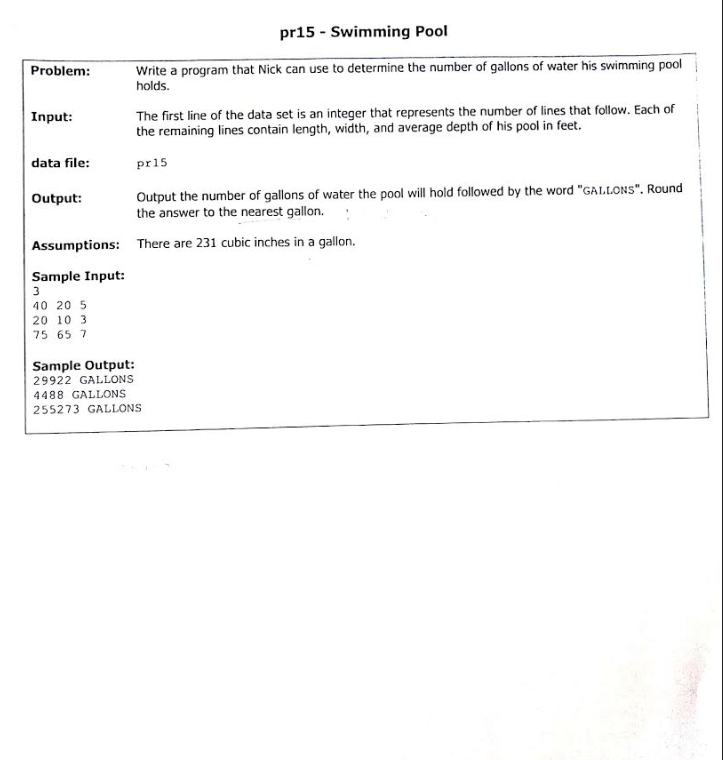 pr15 - Swimming Pool
Problem: Write a program that Nick can use to determine the number of gallons of water his swimming pool
holds.
Input: The first line of the data set is an integer that represents the number of lines that follow. Each of
the remaining lines contain length, width, and average depth of his pool in feet.
data file: pr15
Output: Output the number of gallons of water the pool will hold followed by the word "GALLONS". Round
the answer to the nearest gallon.
Assumptions: There are 231 cubic inches in a gallon.
Sample Input:
3
40 20 5
20 10 3
75 65 7
Sample Output:
29922 GALLONS
4488 GALLONS
255273 GALLONS